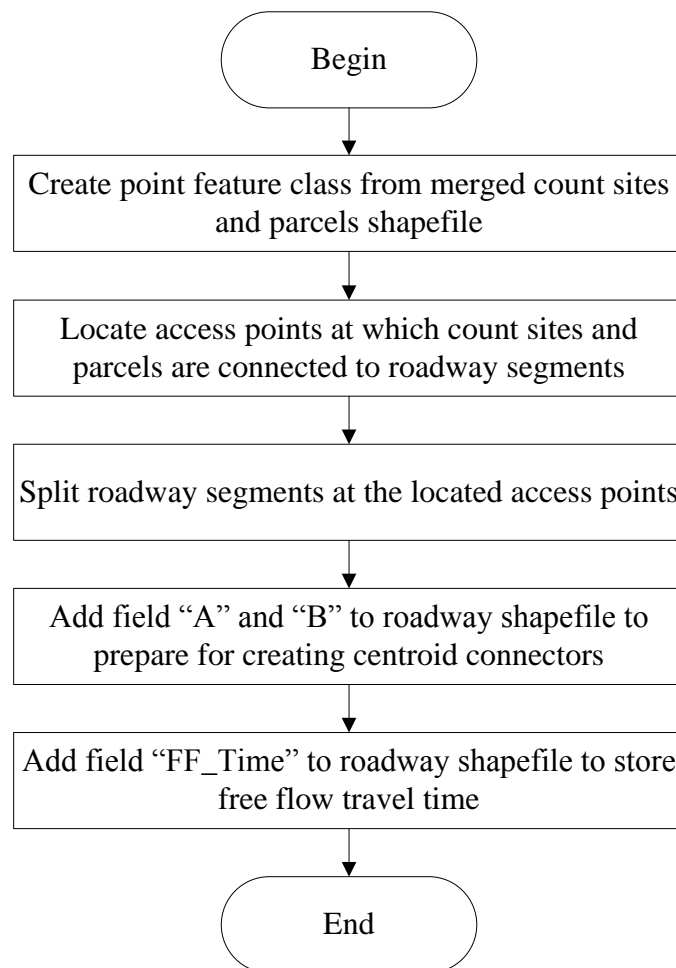 Begin
Create point feature class from merged count sites
and parcels shapefile
Locate access points at which count sites and
parcels are connected to roadway segments
Split roadway segments at the located access points
Add field “A” and “B” to roadway shapefile to
prepare for creating centroid connectors
Add field “FF_Time” to roadway shapefile to store
free flow travel time
End